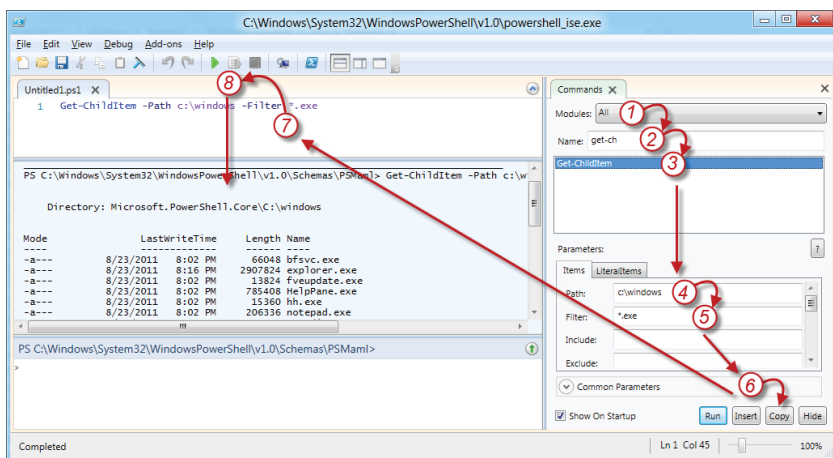 C:\Windows\System32\WindowsPowerShell\v1.0\powershell_ise.exe
File Edit View Debug Add-ons Help
Untitled1.ps1 X
1 Get-ChildItem -Path c:\windows -Filter *.exe
8
7
PS C:\Windows\System32\WindowsPowerShell\v1.0\Schemas\PSMaml> Get-ChildItem -Path c:\w
Directory: Microsoft.PowerShell.Core\C:\windows
Mode LastWriteTime Length Name
---- ------------- ------ ----
-a--- 8/23/2011 8:02 PM 66048 bfsvc.exe
-a--- 8/23/2011 8:16 PM 2907824 explorer.exe
-a--- 8/23/2011 8:02 PM 13824 fveupdate.exe
-a--- 8/23/2011 8:02 PM 785408 HelpPane.exe
-a--- 8/23/2011 8:02 PM 15360 hh.exe
-a--- 8/23/2011 8:02 PM 206336 notepad.exe
PS C:\Windows\System32\WindowsPowerShell\v1.0\Schemas\PSMaml>
>
Commands X
Modules: All 1
Name: get-ch 2
Get-ChildItem 3
Parameters: ?
Items LiteralItems
Path: c:\windows 4
Filter: *.exe 5
Include:
Exclude:
Common Parameters 6
Show On Startup Run Insert Copy Hide
Completed Ln 1 Col 45 100%